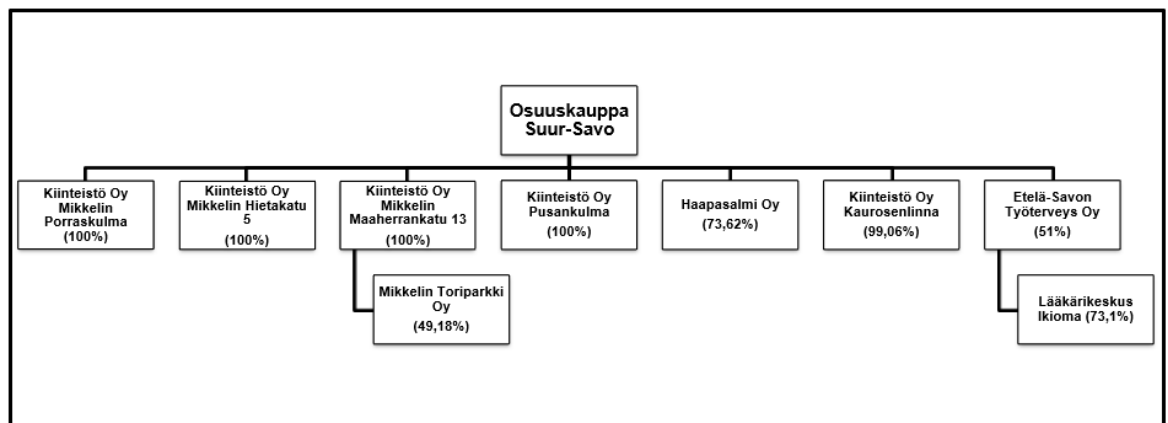 Osuuskauppa
Suur-Savo
Kiinteistö Oy
Mikkelin
Porraskulma
(100%)
Kiinteistö Oy
Mikkelin Hietakatu
5
(100%)
Kiinteistö Oy
Mikkelin
Maaherrankatu 13
(100%)
Kiinteistö Oy
Pusankulma
(100%)
Haapasalmi Oy
(73,62%)
Kiinteistö Oy
Kaurosenlinna
(99,06%)
Etelä-Savon
Työterveys Oy
(51%)
Mikkelin Toriparkki
Oy
(49,18%)
Lääkärikeskus
Ikioma (73,1%)